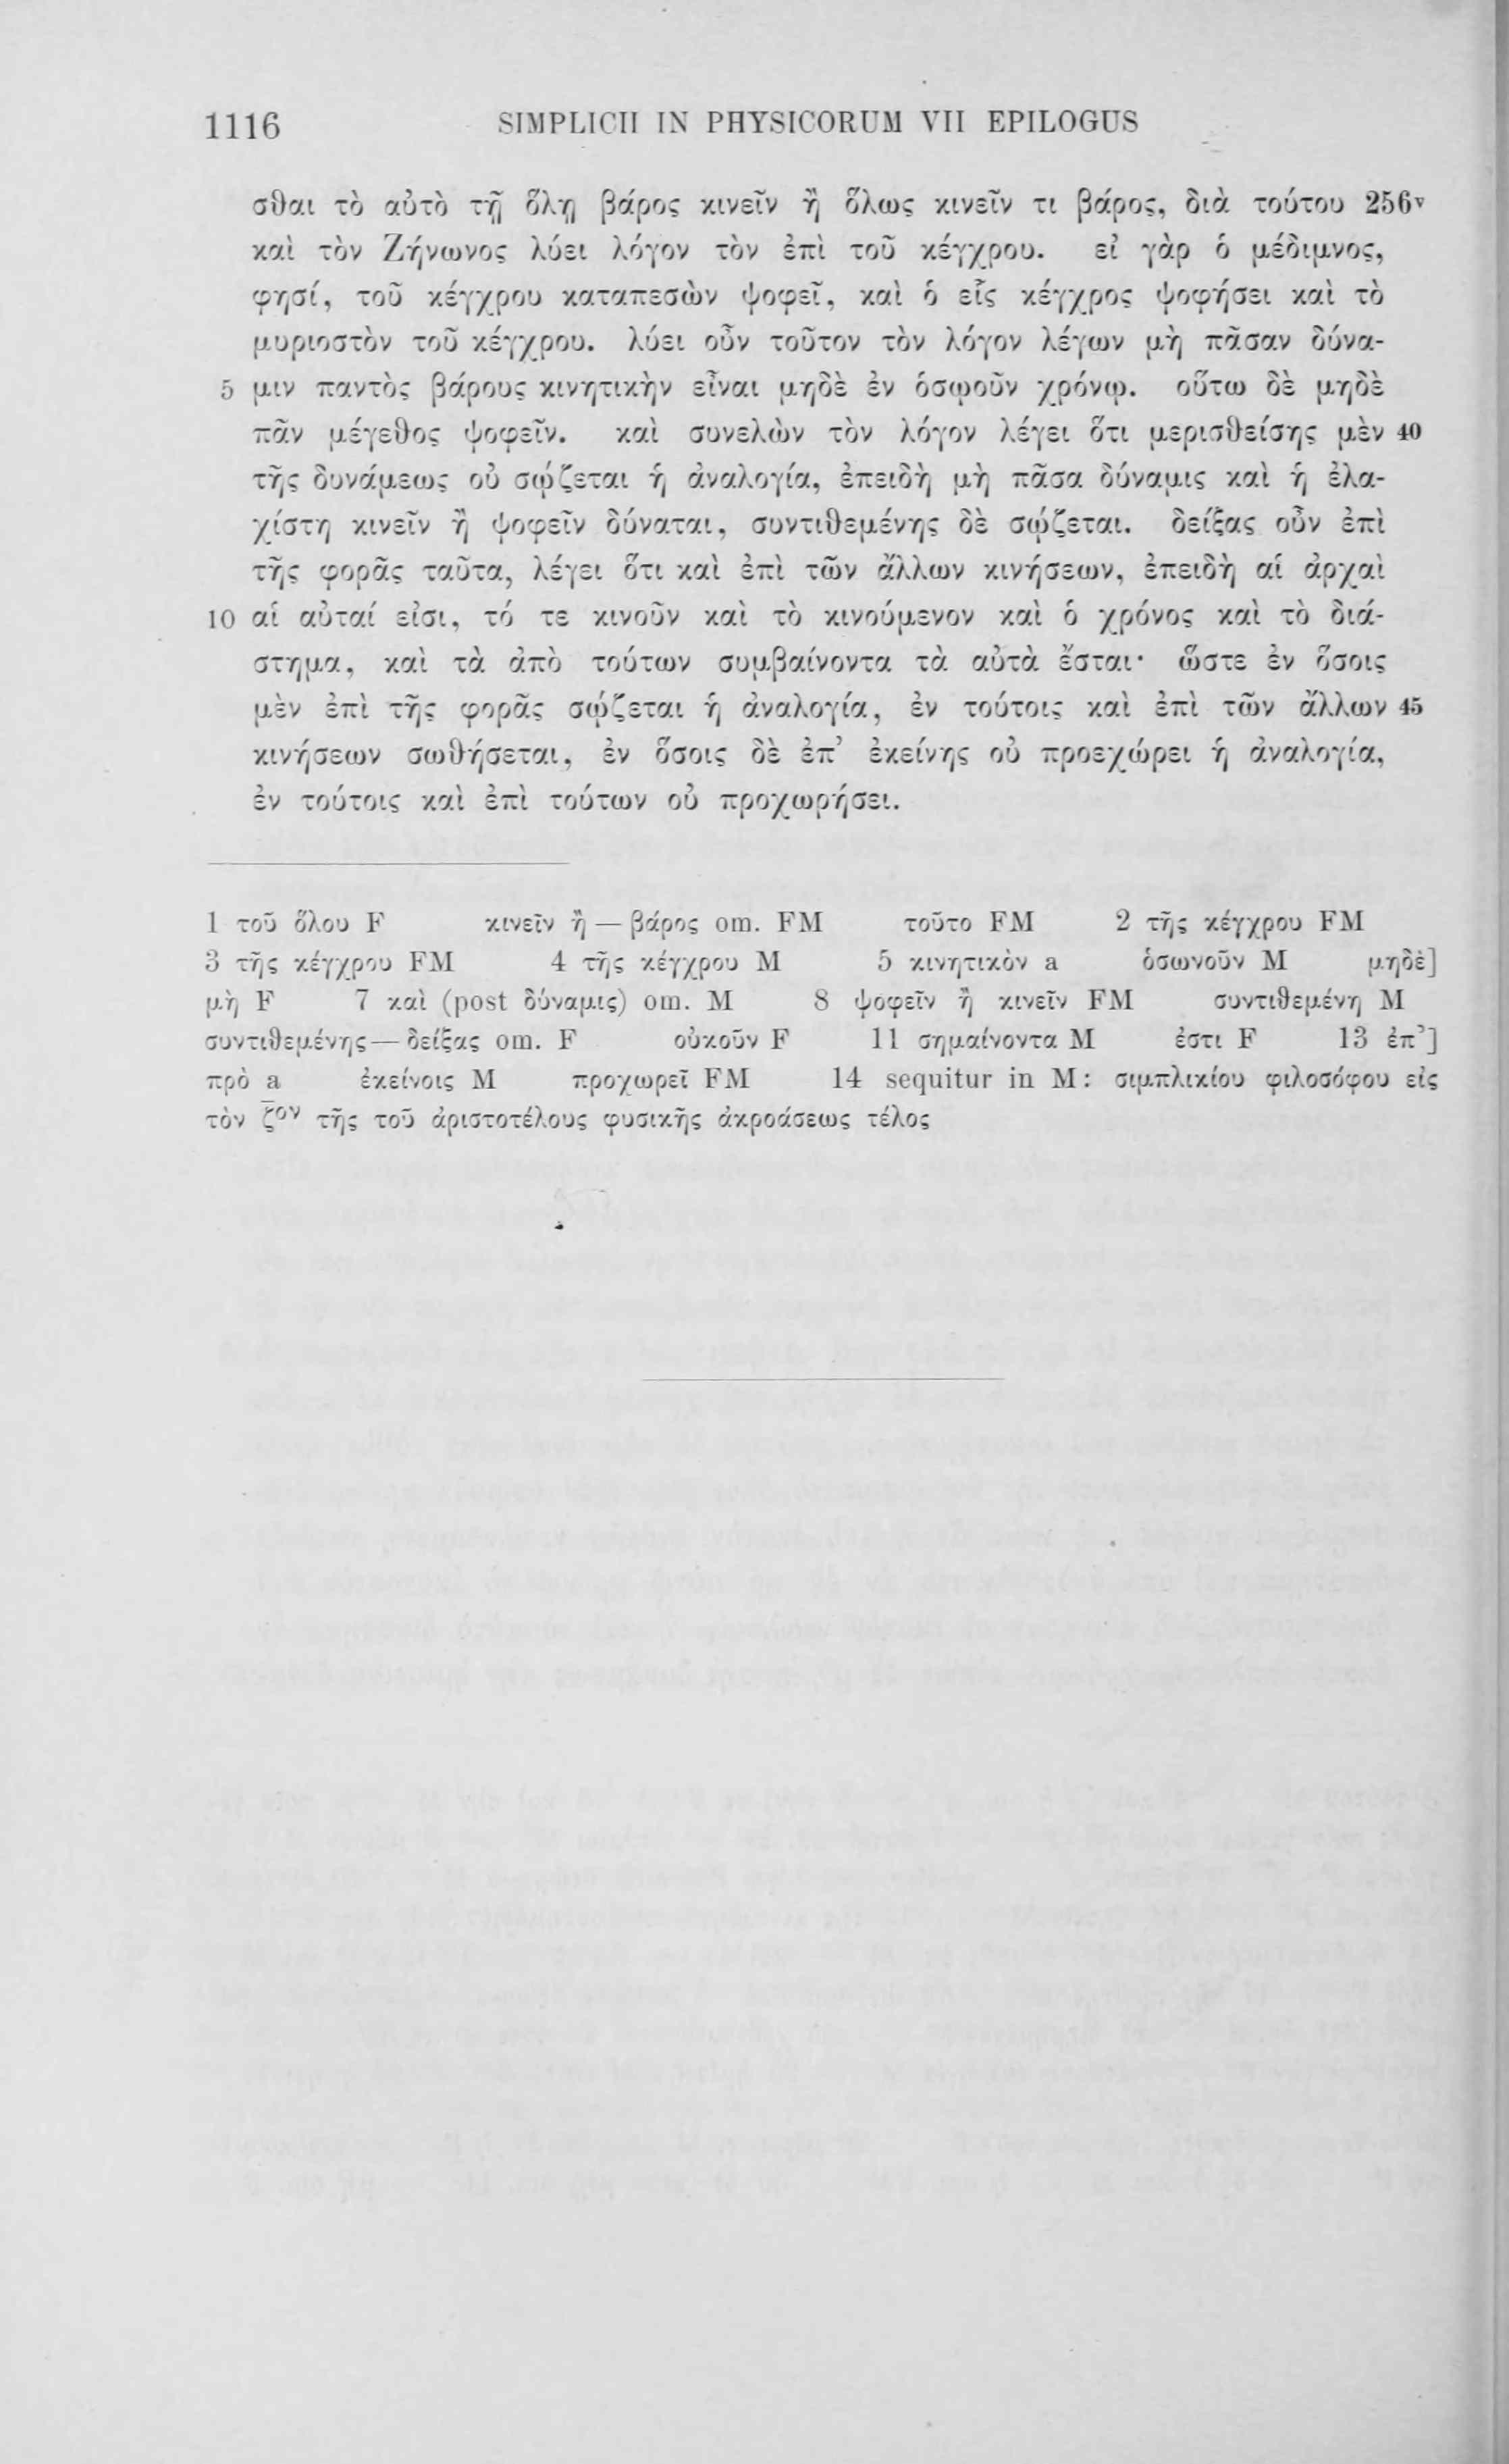 1116 SIMPLICII IN PHYSICORUM VII EPILOGUS
σθαι τὸ αὐτὸ τῇ ὅλῃ βάρος κινεῖν ἢ ὅλως κινεῖν τι βάρος, διὰ τούτου 256v
καὶ τὸν Ζήνωνος λύει λόγον τὸν ἐπὶ τοῦ κέγχρου. εἰ γὰρ ὁ μέδιμνος,
φησί, τοῦ κέγχρου καταπεσὼν ψοφεῖ, καὶ ὁ εἷς κέγχρος ψοφήσει καὶ τὸ
μυριοστὸν τοῦ κέγχρου. λύει οὖν τοῦτον τὸν λόγον λέγων μὴ πᾶσαν δύνα-
5 μιν παντὸς βάρους κινητικὴν εἶναι μηδὲ ἐν ὁσῳοῦν χρόνῳ. οὕτω δὲ μηδὲ
πᾶν μέγεθος ψοφεῖν. καὶ συνελὼν τὸν λόγον λέγει ὅτι μερισθείσης μὲν 40
τῆς δυνάμεως οὐ σῴζεται ἡ ἀναλογία, ἐπειδὴ μὴ πᾶσα δύναμις καὶ ἡ ἐλα-
χίστη κινεῖν ἢ ψοφεῖν δύναται, συντιθεμένης δὲ σῴζεται. δείξας οὖν ἐπὶ
τῆς φορᾶς ταῦτα, λέγει ὅτι καὶ ἐπὶ τῶν ἄλλων κινήσεων, ἐπειδὴ αἱ ἀρχαὶ
10 αἱ αὐταί εἰσι, τό τε κινοῦν καὶ τὸ κινούμενον καὶ ὁ χρόνος καὶ τὸ διά-
στημα, καὶ τὰ ἀπὸ τούτων συμβαίνοντα τὰ αὐτὰ ἔσται· ὥστε ἐν ὅσοις
μὲν ἐπὶ τῆς φορᾶς σῴζεται ἡ ἀναλογία, ἐν τούτοις καὶ ἐπὶ τῶν ἄλλων 45
κινήσεων σωθήσεται, ἐν ὅσοις δὲ ἐπ’ ἐκείνης οὐ προεχώρει ἡ ἀναλογία,
ἐν τούτοις καὶ ἐπὶ τούτων οὐ προχωρήσει.
1 τοῦ ὅλου F κινεῖν ἢ — βάρος om. FM τοῦτο FM 2 τῆς κέγχρου FM
3 τῆς κέγχρου FM 4 τῆς κέγχρου M 5 κινητικὸν a ὁσωνοῦν M μηδὲ]
μὴ F 7 καὶ (post δύναμις) om. M 8 ψοφεῖν ἢ κινεῖν FM συντιθεμένη M
συντιθεμένης — δείξας om. F οὐκοῦν F 11 σημαίνοντα M ἐστι F 13 ἐπ’]
πρὸ a ἐκείνοις M προχωρεῖ FM 14 sequitur in M: σιμπλικίου φιλοσόφου εἰς
τὸν ζον τῆς τοῦ ἀριστοτέλους φυσικῆς ἀκροάσεως τέλος